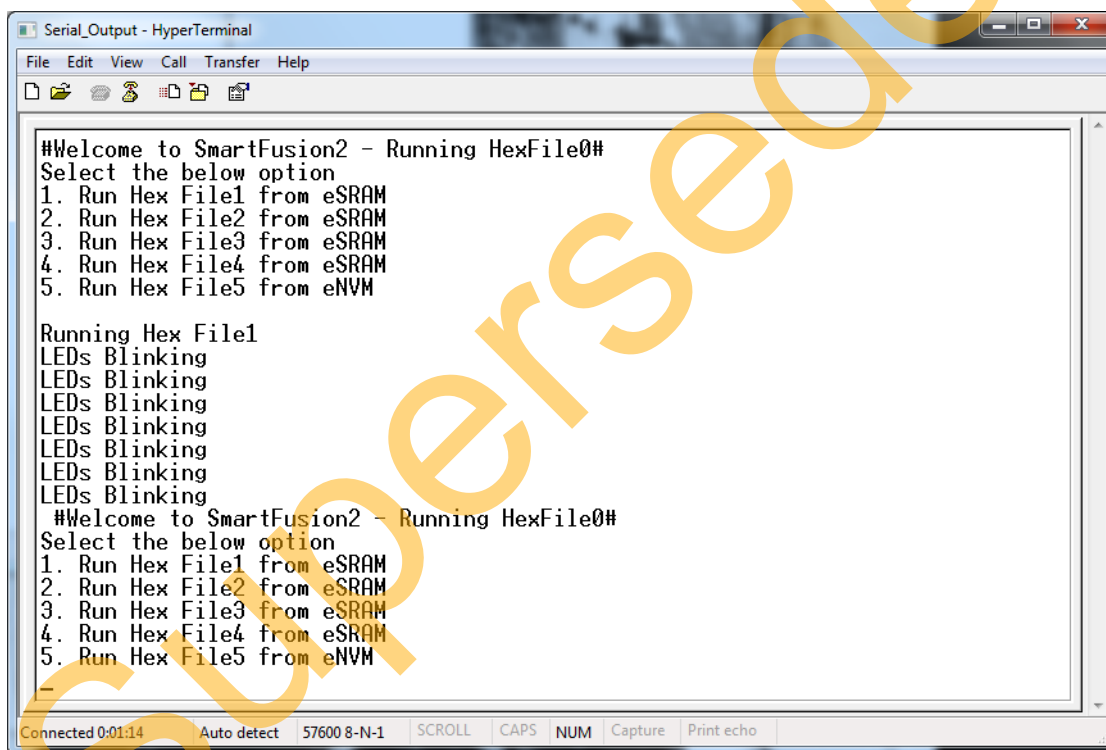 Serial_Output - HyperTerminal
File Edit View Call Transfer Help
#Welcome to SmartFusion2 - Running HexFile0#
Select the below option
1. Run Hex File1 from eSRAM
2. Run Hex File2 from eSRAM
3. Run Hex File3 from eSRAM
4. Run Hex File4 from eSRAM
5. Run Hex File5 from eNVM
Running Hex File1
LEDs Blinking
LEDs Blinking
LEDs Blinking
LEDs Blinking
LEDs Blinking
LEDs Blinking
LEDs Blinking
#Welcome to SmartFusion2 - Running HexFile0#
Select the below option
1. Run Hex File1 from eSRAM
2. Run Hex File2 from eSRAM
3. Run Hex File3 from eSRAM
4. Run Hex File4 from eSRAM
5. Run Hex File5 from eNVM
Connected 0:01:14 Auto detect 57600 8-N-1 SCROLL CAPS NUM Capture Print echo
Supersede